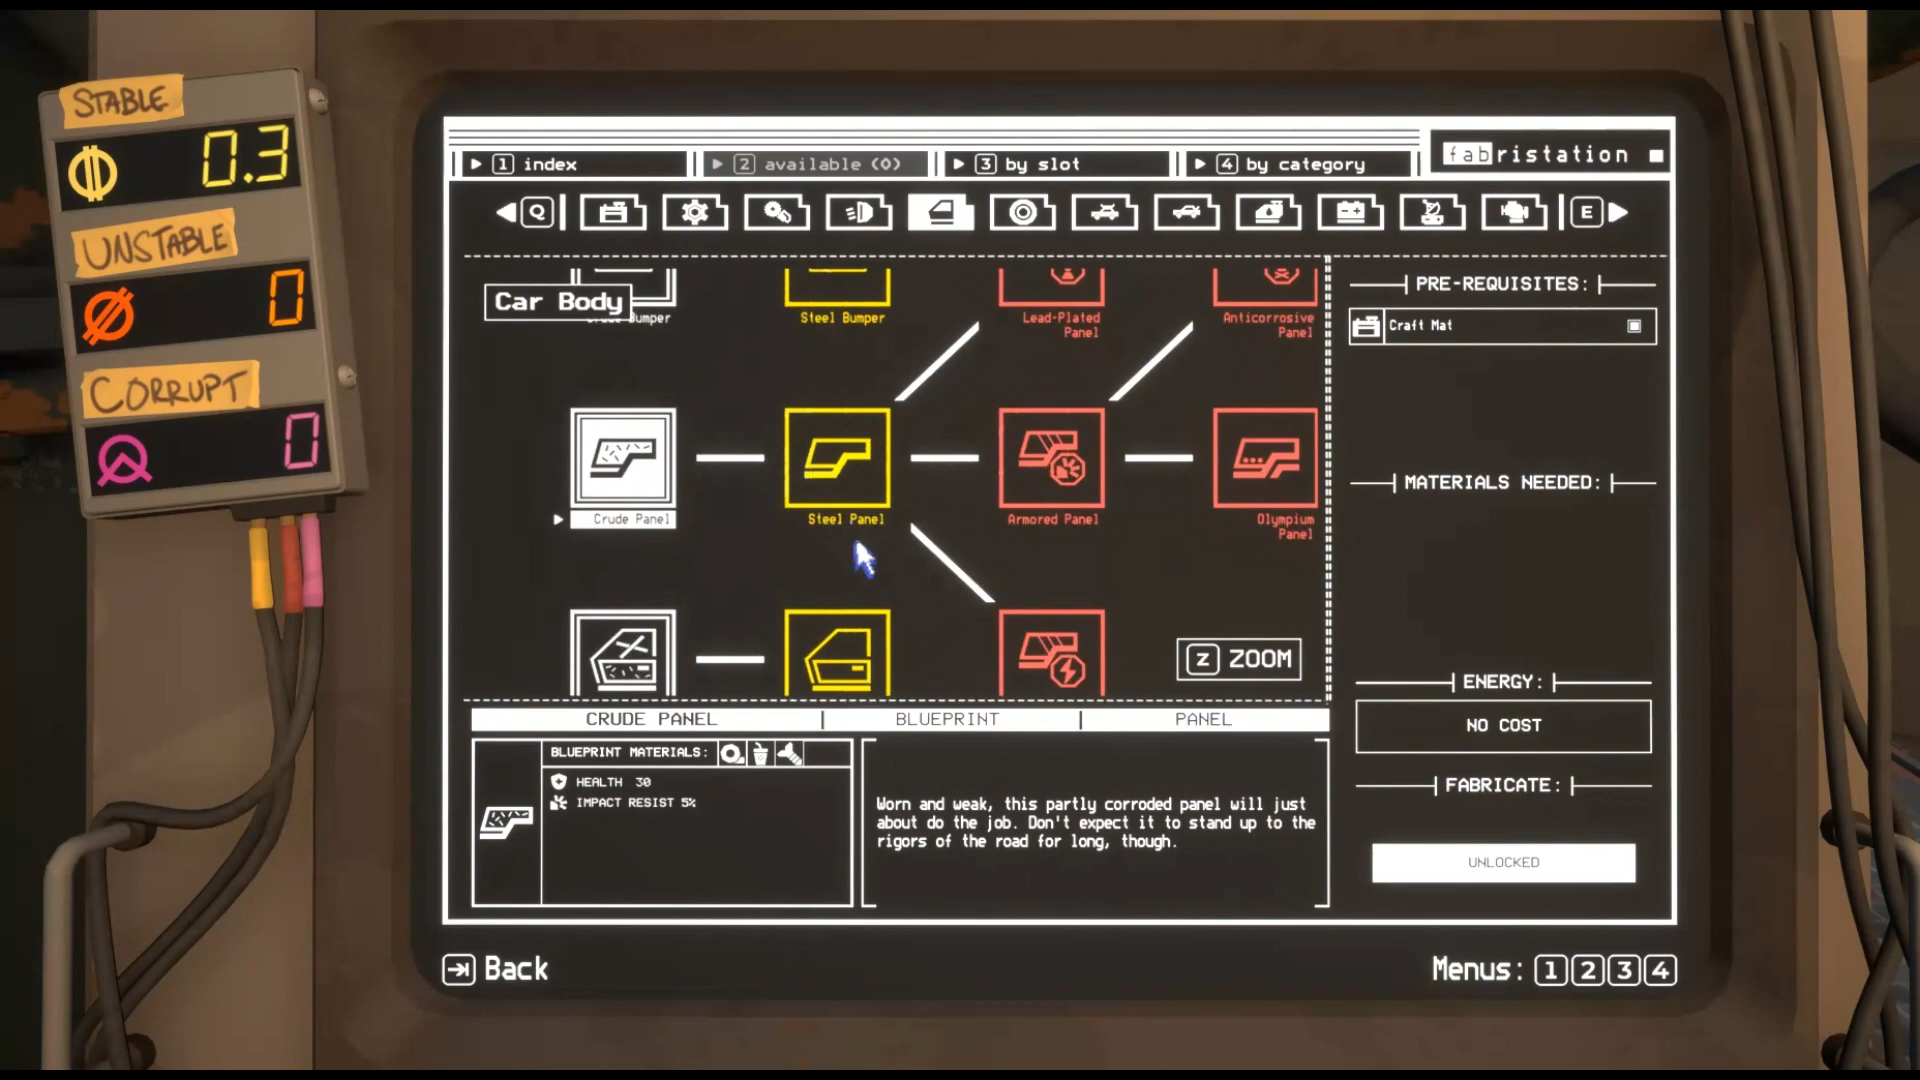 STABLE
0.3
UNSTABLE
0
CORRUPT
0
1 index
2 available (0)
3 by slot
4 by category
fabristation
Q
E
Car Body
Bumper
Steel Bumper
Lead-Plated
Panel
Anticorrosive
Panel
Crude Panel
Steel Panel
Armored Panel
Olympium
Panel
Z ZOOM
PRE-REQUISITES:
Craft Mat
MATERIALS NEEDED:
ENERGY:
NO COST
FABRICATE:
UNLOCKED
CRUDE PANEL
BLUEPRINT
PANEL
BLUEPRINT MATERIALS:
HEALTH 30
IMPACT RESIST 5%
Worn and weak, this partly corroded panel will just
about do the job. Don't expect it to stand up to the
rigors of the road for long, though.
Back
Menus: 1 2 3 4